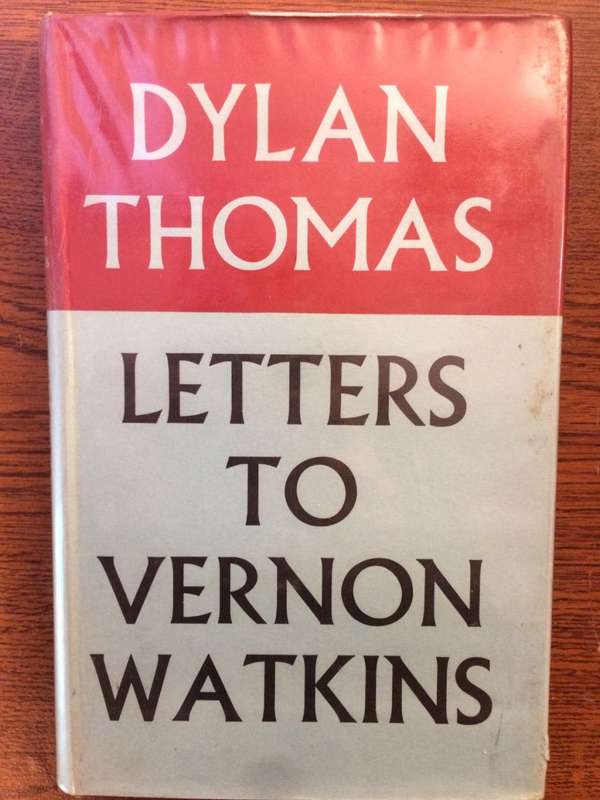 DYLAN
THOMAS
LETTERS
TO
VERNON
WATKINS